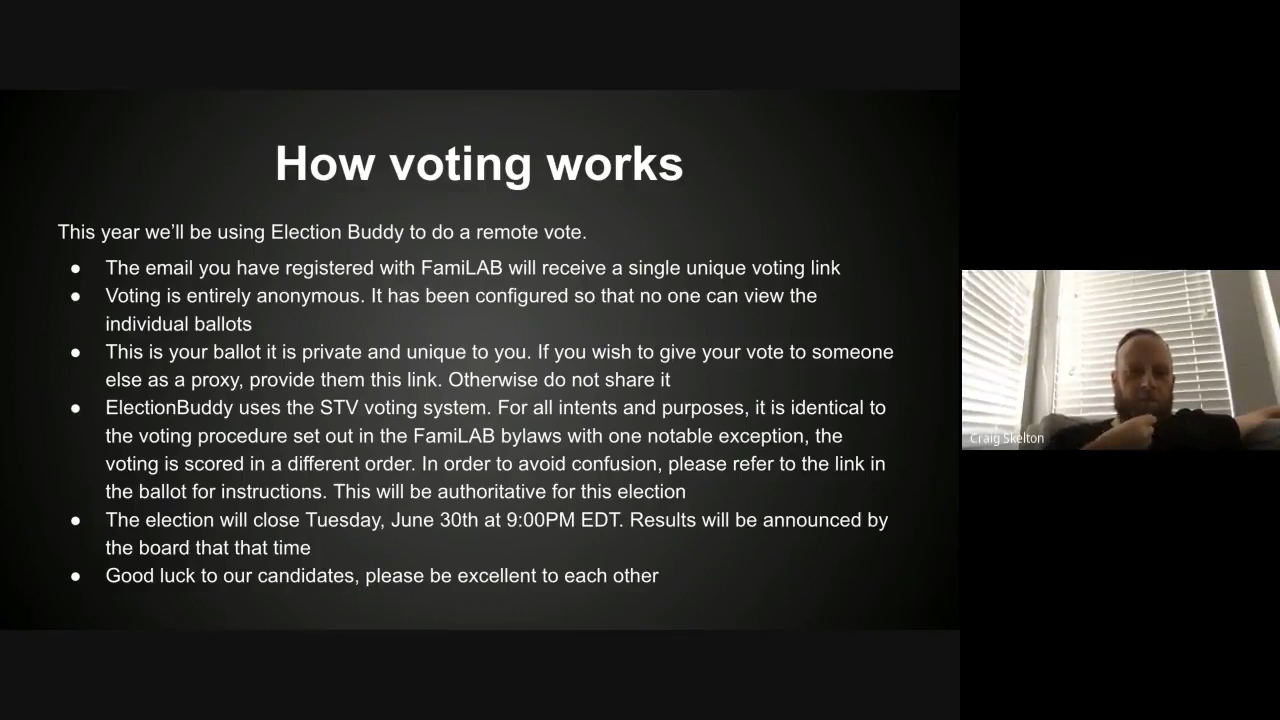 How voting works
This year we’ll be using Election Buddy to do a remote vote.
● The email you have registered with FamiLAB will receive a single unique voting link
● Voting is entirely anonymous. It has been configured so that no one can view the
individual ballots
● This is your ballot it is private and unique to you. If you wish to give your vote to someone
else as a proxy, provide them this link. Otherwise do not share it
● ElectionBuddy uses the STV voting system. For all intents and purposes, it is identical to
the voting procedure set out in the FamiLAB bylaws with one notable exception, the
voting is scored in a different order. In order to avoid confusion, please refer to the link in
the ballot for instructions. This will be authoritative for this election
● The election will close Tuesday, June 30th at 9:00PM EDT. Results will be announced by
the board that that time
● Good luck to our candidates, please be excellent to each other
Craig Skelton